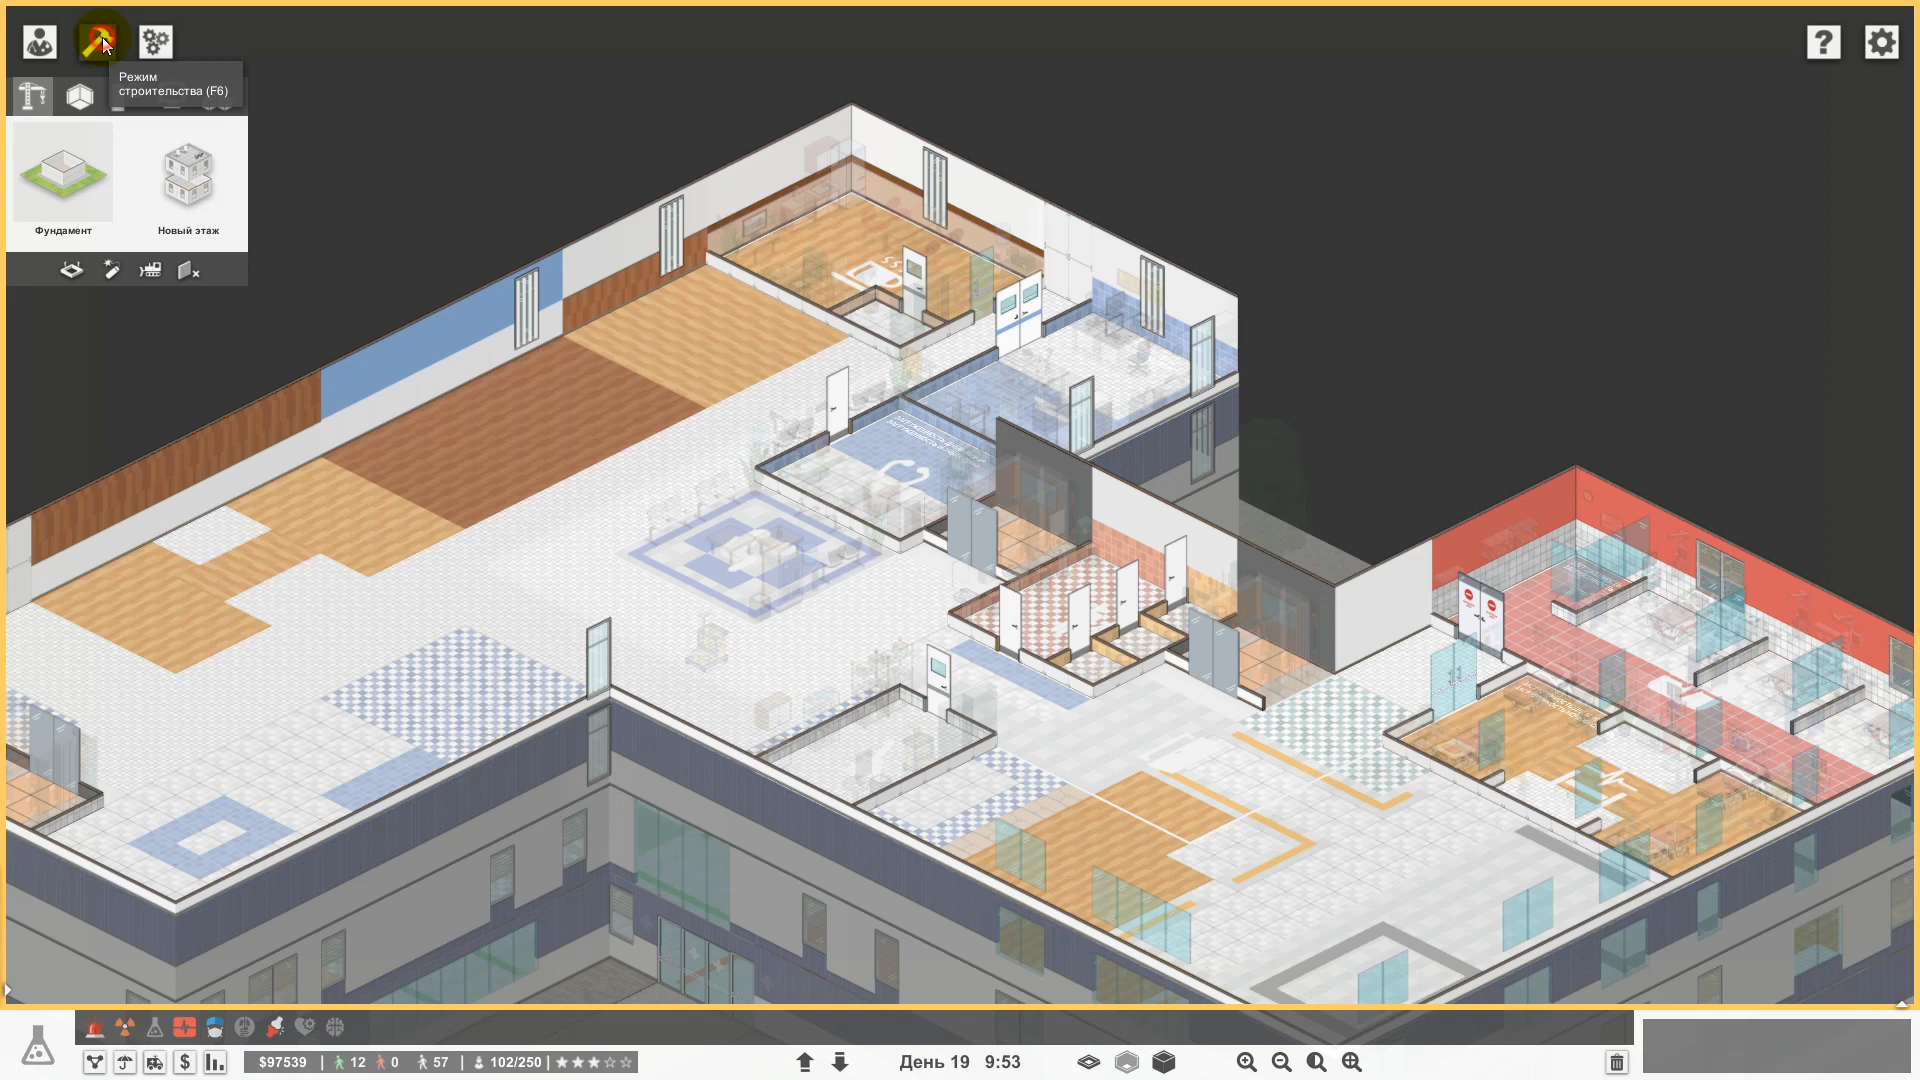 Режим
строительства (F6)
Фундамент
Новый этаж
$97539 | 12 0 57 | 102/250 |
День 19 9:53